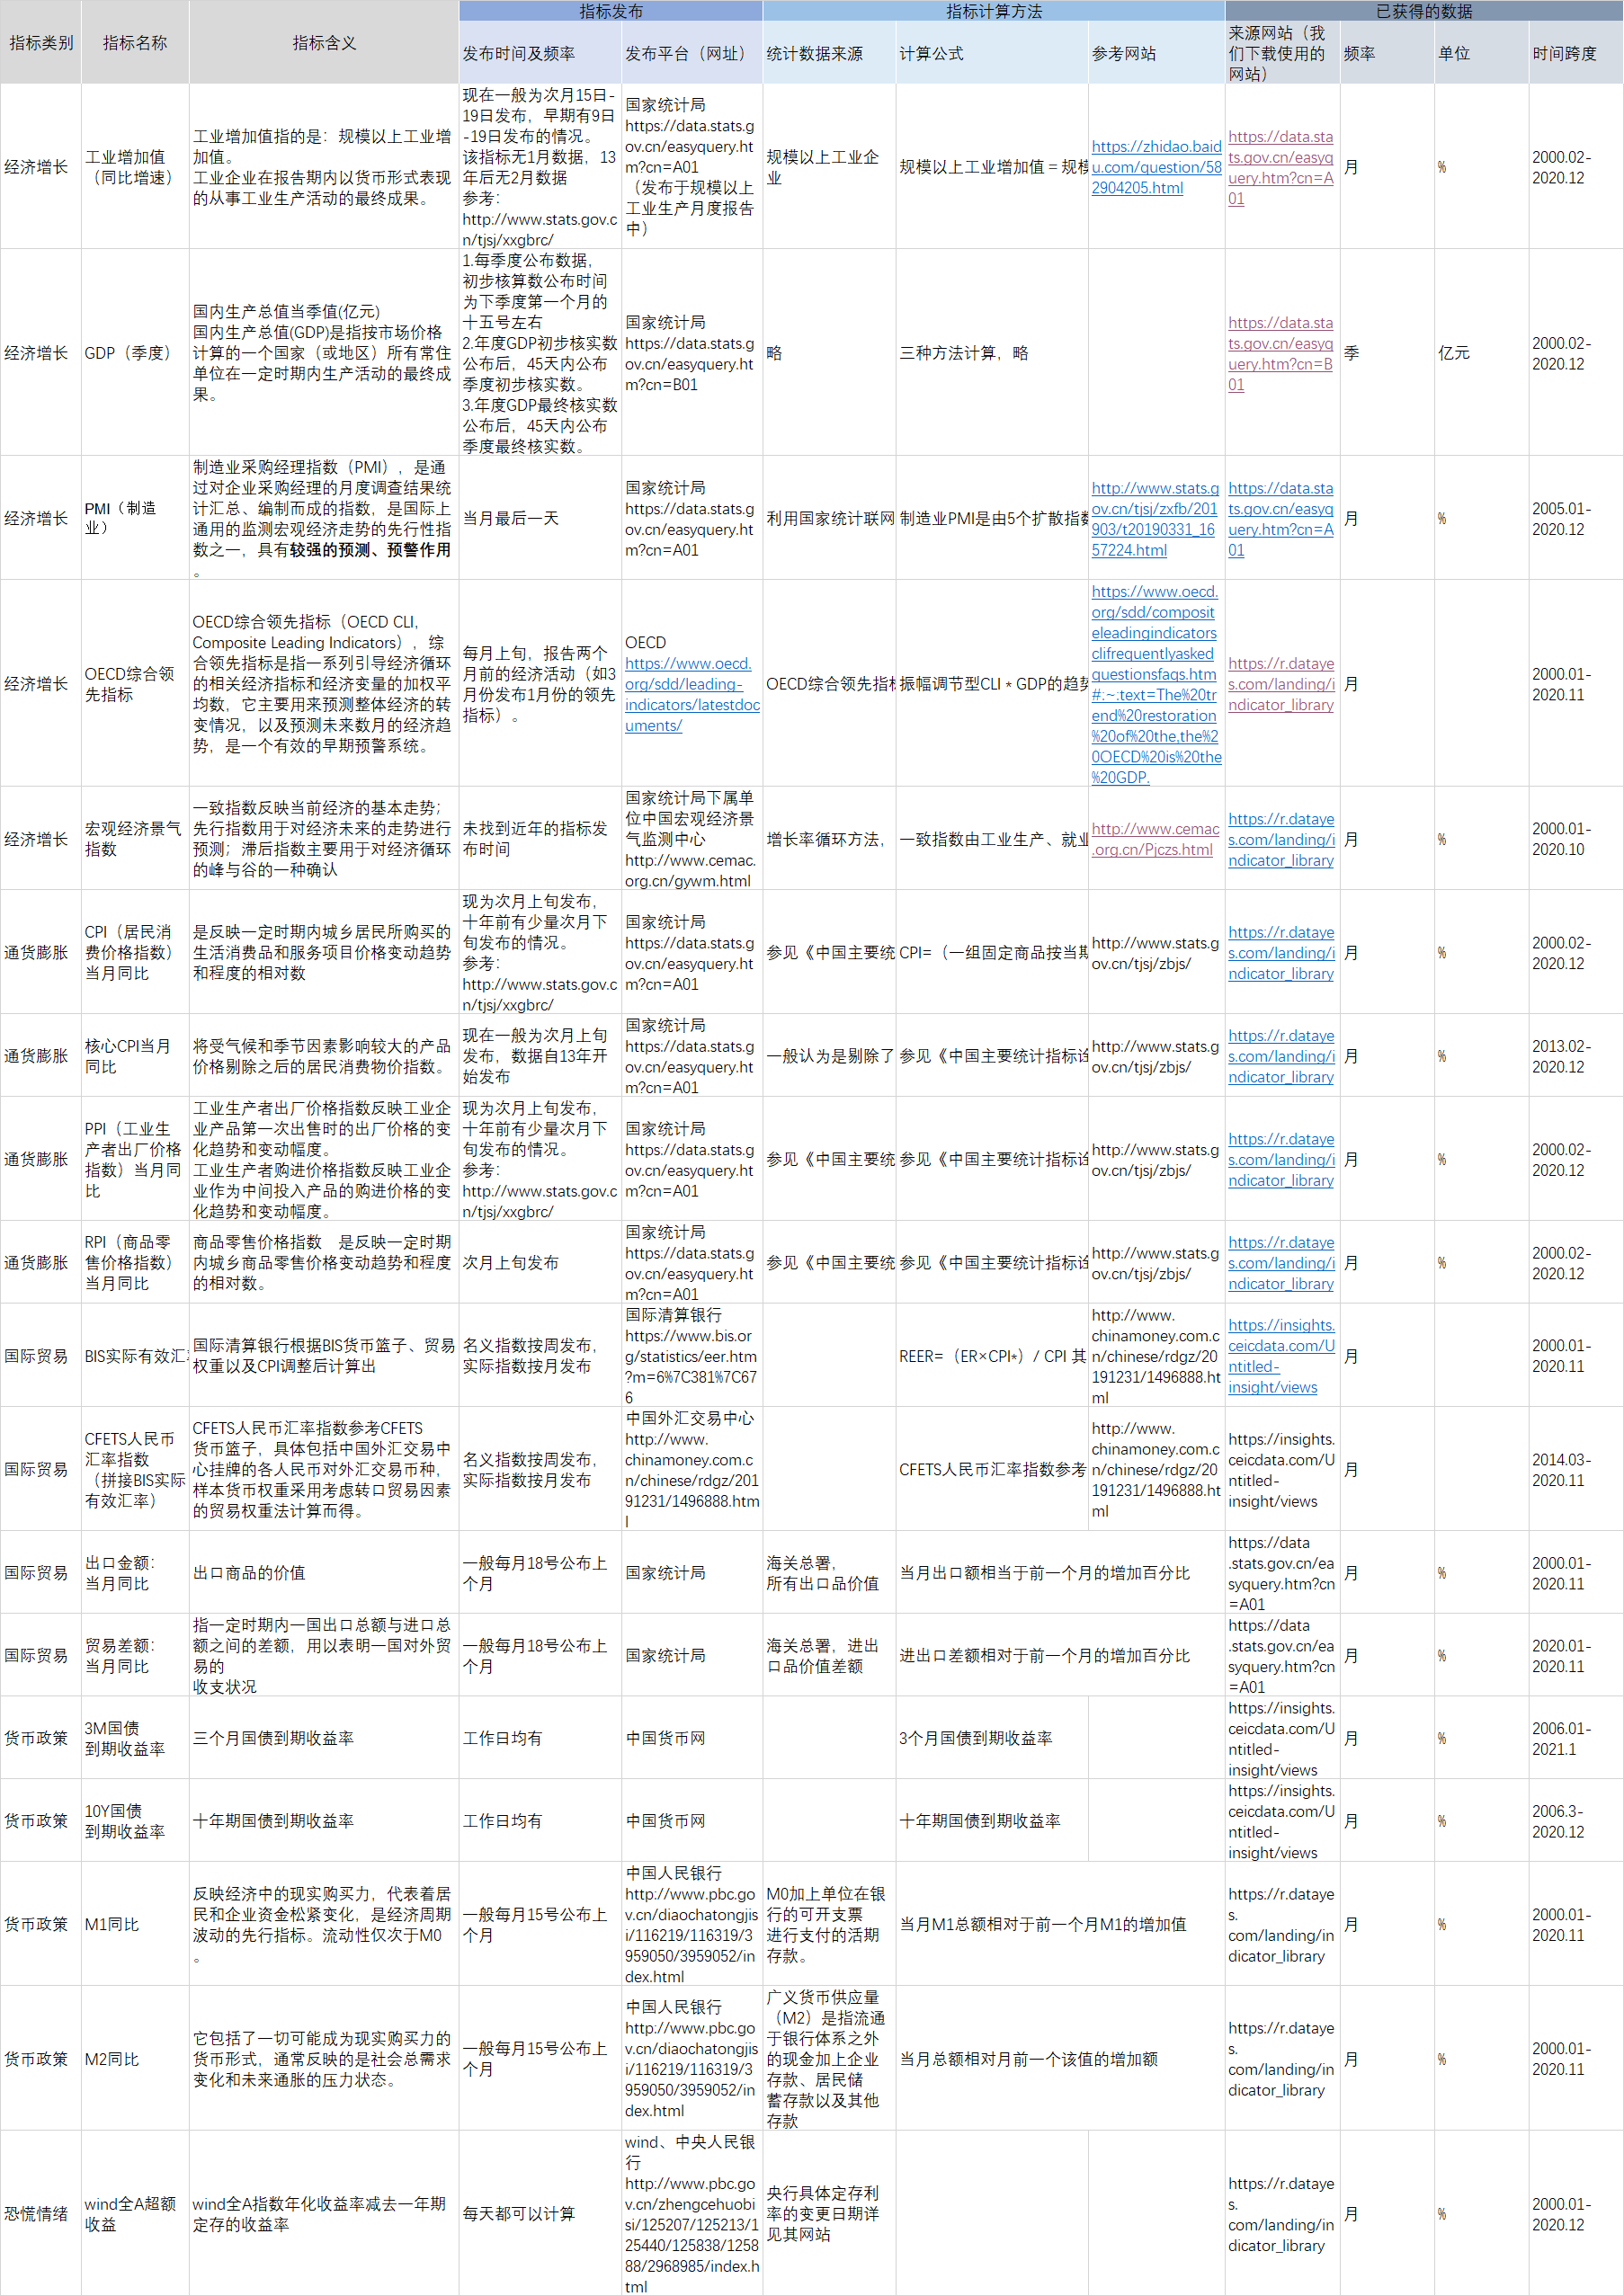 指标发布
指标计算方法
已获得的数据
指标类别
指标名称
指标含义
发布时间及频率
发布平台（网址）
统计数据来源
计算公式
参考网站
来源网站（我
们下载使用的
网站）
频率
单位
时间跨度
经济增长
工业增加值
（同比增速）
工业增加值指的是：规模以上工业增
加值。
工业企业在报告期内以货币形式表现
的从事工业生产活动的最终成果。
现在一般为次月15日-
19日发布，早期有9日
-19日发布的情况。
该指标无1月数据，13
年后无2月数据
参考：
http://www.stats.gov.c
n/tjsj/xxgbrc/
国家统计局
https://data.stats.g
ov.cn/easyquery.ht
m?cn=A01
（发布于规模以上
工业生产月度报告
中）
规模以上工业企
业
规模以上工业增加值＝规模
https://zhidao.baid
u.com/question/58
2904205.html
https://data.sta
ts.gov.cn/easyq
uery.htm?cn=A
01
月
%
2000.02-
2020.12
经济增长
GDP（季度）
国内生产总值当季值(亿元)
国内生产总值(GDP)是指按市场价格
计算的一个国家（或地区）所有常住
单位在一定时期内生产活动的最终成
果。
1.每季度公布数据，
初步核算数公布时间
为下季度第一个月的
十五号左右
2.年度GDP初步核实数
公布后，45天内公布
季度初步核实数。
3.年度GDP最终核实数
公布后，45天内公布
季度最终核实数。
国家统计局
https://data.stats.g
ov.cn/easyquery.ht
m?cn=B01
略
三种方法计算，略
https://data.sta
ts.gov.cn/easyq
uery.htm?cn=B
01
季
亿元
2000.02-
2020.12
经济增长
PMI（制造
业）
制造业采购经理指数（PMI），是通
过对企业采购经理的月度调查结果统
计汇总、编制而成的指数，是国际上
通用的监测宏观经济走势的先行性指
数之一，具有较强的预测、预警作用
。
当月最后一天
国家统计局
https://data.stats.g
ov.cn/easyquery.ht
m?cn=A01
利用国家统计联网
制造业PMI是由5个扩散指数
http://www.stats.g
ov.cn/tjsj/zxfb/201
903/t20190331_16
57224.html
https://data.sta
ts.gov.cn/easyq
uery.htm?cn=A
01
月
%
2005.01-
2020.12
经济增长
OECD综合领
先指标
OECD综合领先指标（OECD CLI，
Composite Leading Indicators），综
合领先指标是指一系列引导经济循环
的相关经济指标和经济变量的加权平
均数，它主要用来预测整体经济的转
变情况，以及预测未来数月的经济趋
势，是一个有效的早期预警系统。
每月上旬，报告两个
月前的经济活动（如3
月份发布1月份的领先
指标）。
OECD
https://www.oecd.
org/sdd/leading-
indicators/latestdoc
uments/
OECD综合领先指标
振幅调节型CLI * GDP的趋势
https://www.oecd.
org/sdd/composit
eleadingindicators
clifrequentlyasked
questionsfaqs.htm
#:~:text=The%20tr
end%20restoration
%20of%20the,the%2
0OECD%20is%20the
%20GDP.
https://r.dataye
s.com/landing/i
ndicator_library
月
2000.01-
2020.11
经济增长
宏观经济景气
指数
一致指数反映当前经济的基本走势；
先行指数用于对经济未来的走势进行
预测；滞后指数主要用于对经济循环
的峰与谷的一种确认
未找到近年的指标发
布时间
国家统计局下属单
位中国宏观经济景
气监测中心
http://www.cemac.
org.cn/gywm.html
增长率循环方法，
一致指数由工业生产、就业
http://www.cemac
.org.cn/Pjczs.html
https://r.dataye
s.com/landing/i
ndicator_library
月
%
2000.01-
2020.10
通货膨胀
CPI（居民消
费价格指数）
当月同比
是反映一定时期内城乡居民所购买的
生活消费品和服务项目价格变动趋势
和程度的相对数
现为次月上旬发布，
十年前有少量次月下
旬发布的情况。
参考：
http://www.stats.gov.c
n/tjsj/xxgbrc/
国家统计局
https://data.stats.g
ov.cn/easyquery.ht
m?cn=A01
参见《中国主要统
CPI=（一组固定商品按当期
http://www.stats.g
ov.cn/tjsj/zbjs/
https://r.dataye
s.com/landing/i
ndicator_library
月
%
2000.02-
2020.12
通货膨胀
核心CPI当月
同比
将受气候和季节因素影响较大的产品
价格剔除之后的居民消费物价指数。
现在一般为次月上旬
发布，数据自13年开
始发布
国家统计局
https://data.stats.g
ov.cn/easyquery.ht
m?cn=A01
一般认为是剔除了
参见《中国主要统计指标诠
http://www.stats.g
ov.cn/tjsj/zbjs/
https://r.dataye
s.com/landing/i
ndicator_library
月
%
2013.02-
2020.12
通货膨胀
PPI（工业生
产者出厂价格
指数）当月同
比
工业生产者出厂价格指数反映工业企
业产品第一次出售时的出厂价格的变
化趋势和变动幅度。
工业生产者购进价格指数反映工业企
业作为中间投入产品的购进价格的变
化趋势和变动幅度。
现为次月上旬发布，
十年前有少量次月下
旬发布的情况。
参考：
http://www.stats.gov.c
n/tjsj/xxgbrc/
国家统计局
https://data.stats.g
ov.cn/easyquery.ht
m?cn=A01
参见《中国主要统
参见《中国主要统计指标诠
http://www.stats.g
ov.cn/tjsj/zbjs/
https://r.dataye
s.com/landing/i
ndicator_library
月
%
2000.02-
2020.12
通货膨胀
RPI（商品零
售价格指数）
当月同比
商品零售价格指数　是反映一定时期
内城乡商品零售价格变动趋势和程度
的相对数。
次月上旬发布
国家统计局
https://data.stats.g
ov.cn/easyquery.ht
m?cn=A01
参见《中国主要统
参见《中国主要统计指标诠
http://www.stats.g
ov.cn/tjsj/zbjs/
https://r.dataye
s.com/landing/i
ndicator_library
月
%
2000.02-
2020.12
国际贸易
BIS实际有效汇
国际清算银行根据BIS货币篮子、贸易
权重以及CPI调整后计算出
名义指数按周发布，
实际指数按月发布
国际清算银行
https://www.bis.or
g/statistics/eer.htm
?m=6%7C381%7C67
6
REER=（ER×CPI*）/ CPI 其
http://www.
chinamoney.com.c
n/chinese/rdgz/20
191231/1496888.ht
ml
https://insights.
ceicdata.com/U
ntitled-
insight/views
月
2000.01-
2020.11
国际贸易
CFETS人民币
汇率指数
（拼接BIS实际
有效汇率）
CFETS人民币汇率指数参考CFETS
货币篮子，具体包括中国外汇交易中
心挂牌的各人民币对外汇交易币种，
样本货币权重采用考虑转口贸易因素
的贸易权重法计算而得。
名义指数按周发布，
实际指数按月发布
中国外汇交易中心
http://www.
chinamoney.com.c
n/chinese/rdgz/201
91231/1496888.htm
l
CFETS人民币汇率指数参考
http://www.
chinamoney.com.c
n/chinese/rdgz/20
191231/1496888.ht
ml
https://insights.
ceicdata.com/U
ntitled-
insight/views
月
2014.03-
2020.11
国际贸易
出口金额：
当月同比
出口商品的价值
一般每月18号公布上
个月
国家统计局
海关总署，
所有出口品价值
当月出口额相当于前一个月的增加百分比
https://data
.stats.gov.cn/ea
syquery.htm?cn
=A01
月
%
2000.01-
2020.11
国际贸易
贸易差额：
当月同比
指一定时期内一国出口总额与进口总
额之间的差额，用以表明一国对外贸
易的
收支状况
一般每月18号公布上
个月
国家统计局
海关总署，进出
口品价值差额
进出口差额相对于前一个月的增加百分比
https://data
.stats.gov.cn/ea
syquery.htm?cn
=A01
月
%
2020.01-
2020.11
货币政策
3M国债
到期收益率
三个月国债到期收益率
工作日均有
中国货币网
3个月国债到期收益率
https://insights.
ceicdata.com/U
ntitled-
insight/views
月
%
2006.01-
2021.1
货币政策
10Y国债
到期收益率
十年期国债到期收益率
工作日均有
中国货币网
十年期国债到期收益率
https://insights.
ceicdata.com/U
ntitled-
insight/views
月
%
2006.3-
2020.12
货币政策
M1同比
反映经济中的现实购买力，代表着居
民和企业资金松紧变化，是经济周期
波动的先行指标。流动性仅次于M0
。
一般每月15号公布上
个月
中国人民银行
http://www.pbc.go
v.cn/diaochatongjis
i/116219/116319/3
959050/3959052/in
dex.html
M0加上单位在银
行的可开支票
进行支付的活期
存款。
当月M1总额相对于前一个月M1的增加值
https://r.dataye
s.
com/landing/in
dicator_library
月
%
2000.01-
2020.11
货币政策
M2同比
它包括了一切可能成为现实购买力的
货币形式，通常反映的是社会总需求
变化和未来通胀的压力状态。
一般每月15号公布上
个月
中国人民银行
http://www.pbc.go
v.cn/diaochatongjis
i/116219/116319/3
959050/3959052/in
dex.html
广义货币供应量
（M2）是指流通
于银行体系之外
的现金加上企业
存款、居民储
蓄存款以及其他
存款
当月总额相对月前一个该值的增加额
https://r.dataye
s.
com/landing/in
dicator_library
月
%
2000.01-
2020.11
恐慌情绪
wind全A超额
收益
wind全A指数年化收益率减去一年期
定存的收益率
每天都可以计算
wind、中央人民银
行
http://www.pbc.go
v.cn/zhengcehuobi
si/125207/125213/1
25440/125838/1258
88/2968985/index.h
tml
央行具体定存利
率的变更日期详
见其网站
https://r.dataye
s.
com/landing/in
dicator_library
月
%
2000.01-
2020.12